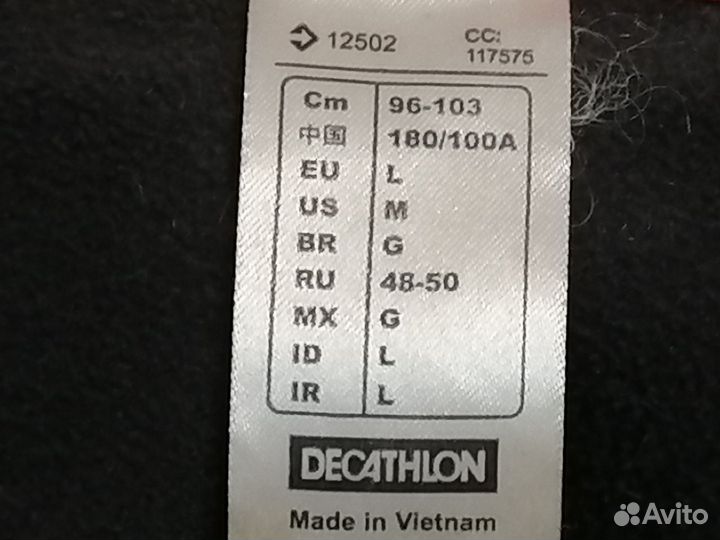 12502 CC:
117575
Cm 96-103
中国 180/100A
EU L
US M
BR G
RU 48-50
MX G
ID L
IR L
DECATHLON
Made in Vietnam
Avito